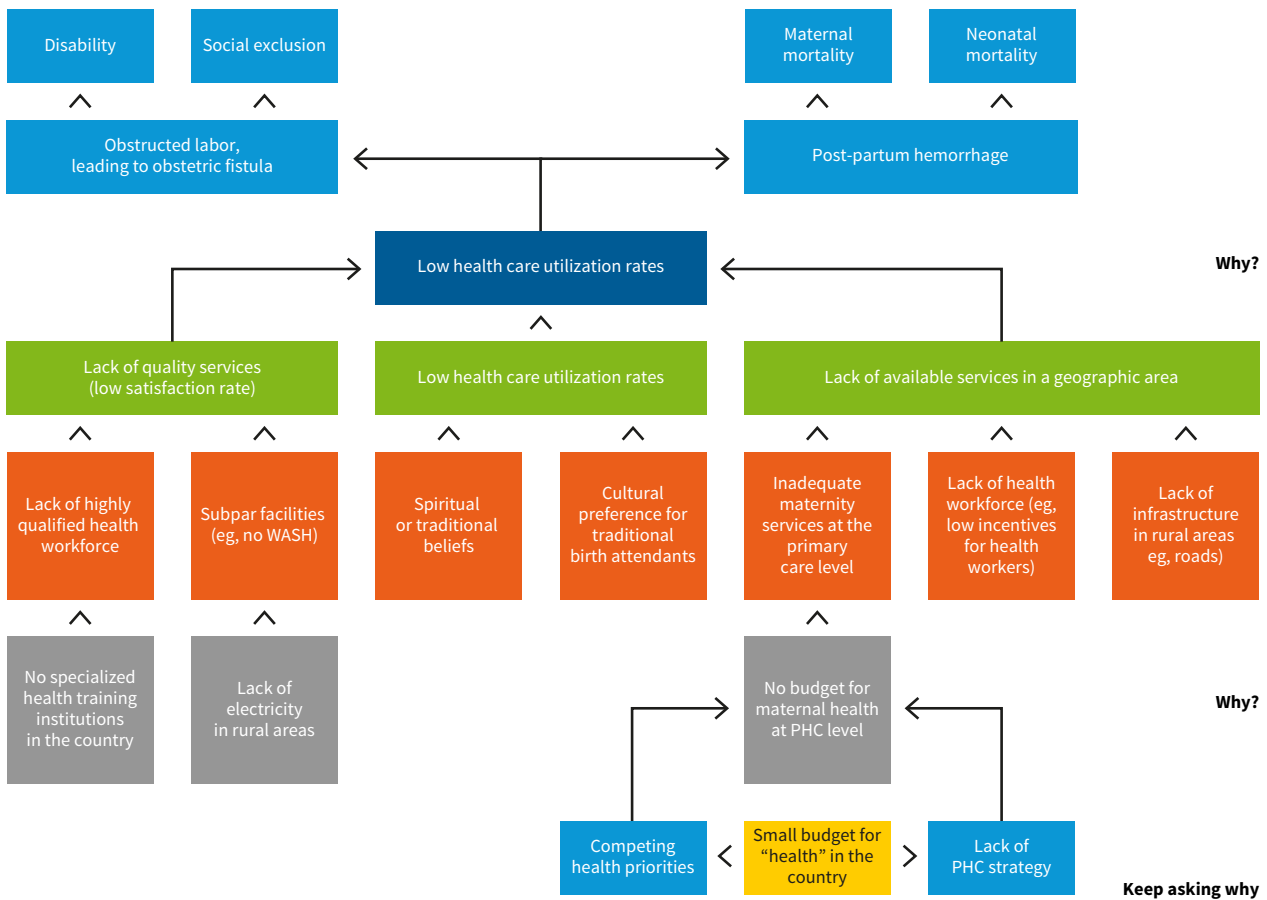 Disability
Social exclusion
Maternal
mortality
Neonatal
mortality
Obstructed labor,
leading to obstetric fistula
Post-partum hemorrhage
Low health care utilization rates
Why?
Lack of quality services
(low satisfaction rate)
Low health care utilization rates
Lack of available services in a geographic area
Lack of highly
qualified health
workforce
Subpar facilities
(eg, no WASH)
Spiritual
or traditional
beliefs
Cultural
preference for
traditional
birth attendants
Inadequate
maternity
services at the
primary
care level
Lack of health
workforce (eg,
low incentives
for health
workers)
Lack of
infrastructure
in rural areas
eg, roads)
No specialized
health training
institutions
in the country
Lack of
electricity
in rural areas
No budget for
maternal health
at PHC level
Why?
Competing
health priorities
Small budget for
“health” in the
country
Lack of
PHC strategy
Keep asking why